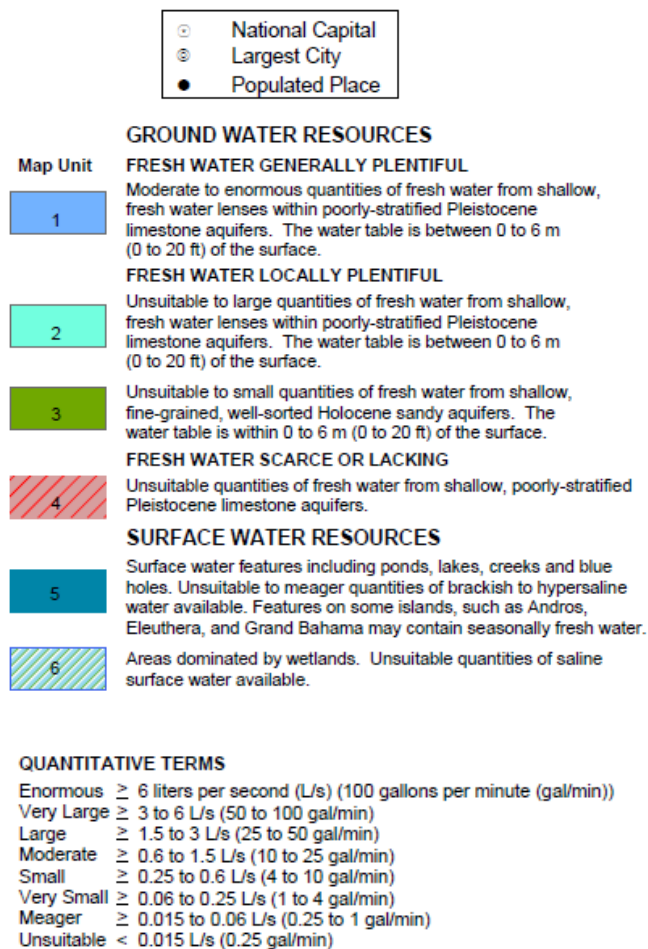 National Capital
Largest City
Populated Place
GROUND WATER RESOURCES
Map Unit FRESH WATER GENERALLY PLENTIFUL
1
Moderate to enormous quantities of fresh water from shallow,
fresh water lenses within poorly-stratified Pleistocene
limestone aquifers. The water table is between 0 to 6 m
(0 to 20 ft) of the surface.
FRESH WATER LOCALLY PLENTIFUL
2
Unsuitable to large quantities of fresh water from shallow,
fresh water lenses within poorly-stratified Pleistocene
limestone aquifers. The water table is between 0 to 6 m
(0 to 20 ft) of the surface.
3
Unsuitable to small quantities of fresh water from shallow,
fine-grained, well-sorted Holocene sandy aquifers. The
water table is within 0 to 6 m (0 to 20 ft) of the surface.
FRESH WATER SCARCE OR LACKING
4
Unsuitable quantities of fresh water from shallow, poorly-stratified
Pleistocene limestone aquifers.
SURFACE WATER RESOURCES
5
Surface water features including ponds, lakes, creeks and blue
holes. Unsuitable to meager quantities of brackish to hypersaline
water available. Features on some islands, such as Andros,
Eleuthera, and Grand Bahama may contain seasonally fresh water.
6
Areas dominated by wetlands. Unsuitable quantities of saline
surface water available.
QUANTITATIVE TERMS
Enormous ≥ 6 liters per second (L/s) (100 gallons per minute (gal/min))
Very Large ≥ 3 to 6 L/s (50 to 100 gal/min)
Large ≥ 1.5 to 3 L/s (25 to 50 gal/min)
Moderate ≥ 0.6 to 1.5 L/s (10 to 25 gal/min)
Small ≥ 0.25 to 0.6 L/s (4 to 10 gal/min)
Very Small ≥ 0.06 to 0.25 L/s (1 to 4 gal/min)
Meager ≥ 0.015 to 0.06 L/s (0.25 to 1 gal/min)
Unsuitable < 0.015 L/s (0.25 gal/min)